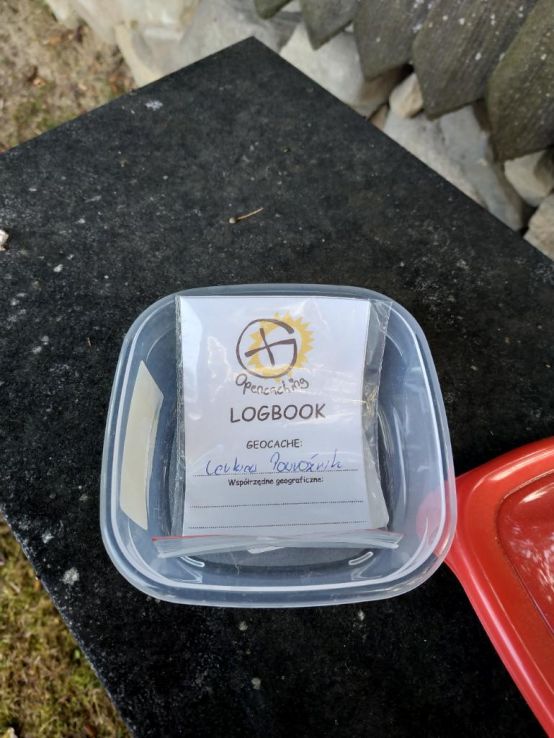 Opencaching
LOGBOOK
GEOCACHE:
Cerkiew Powroźnik
Współrzędne geograficzne: